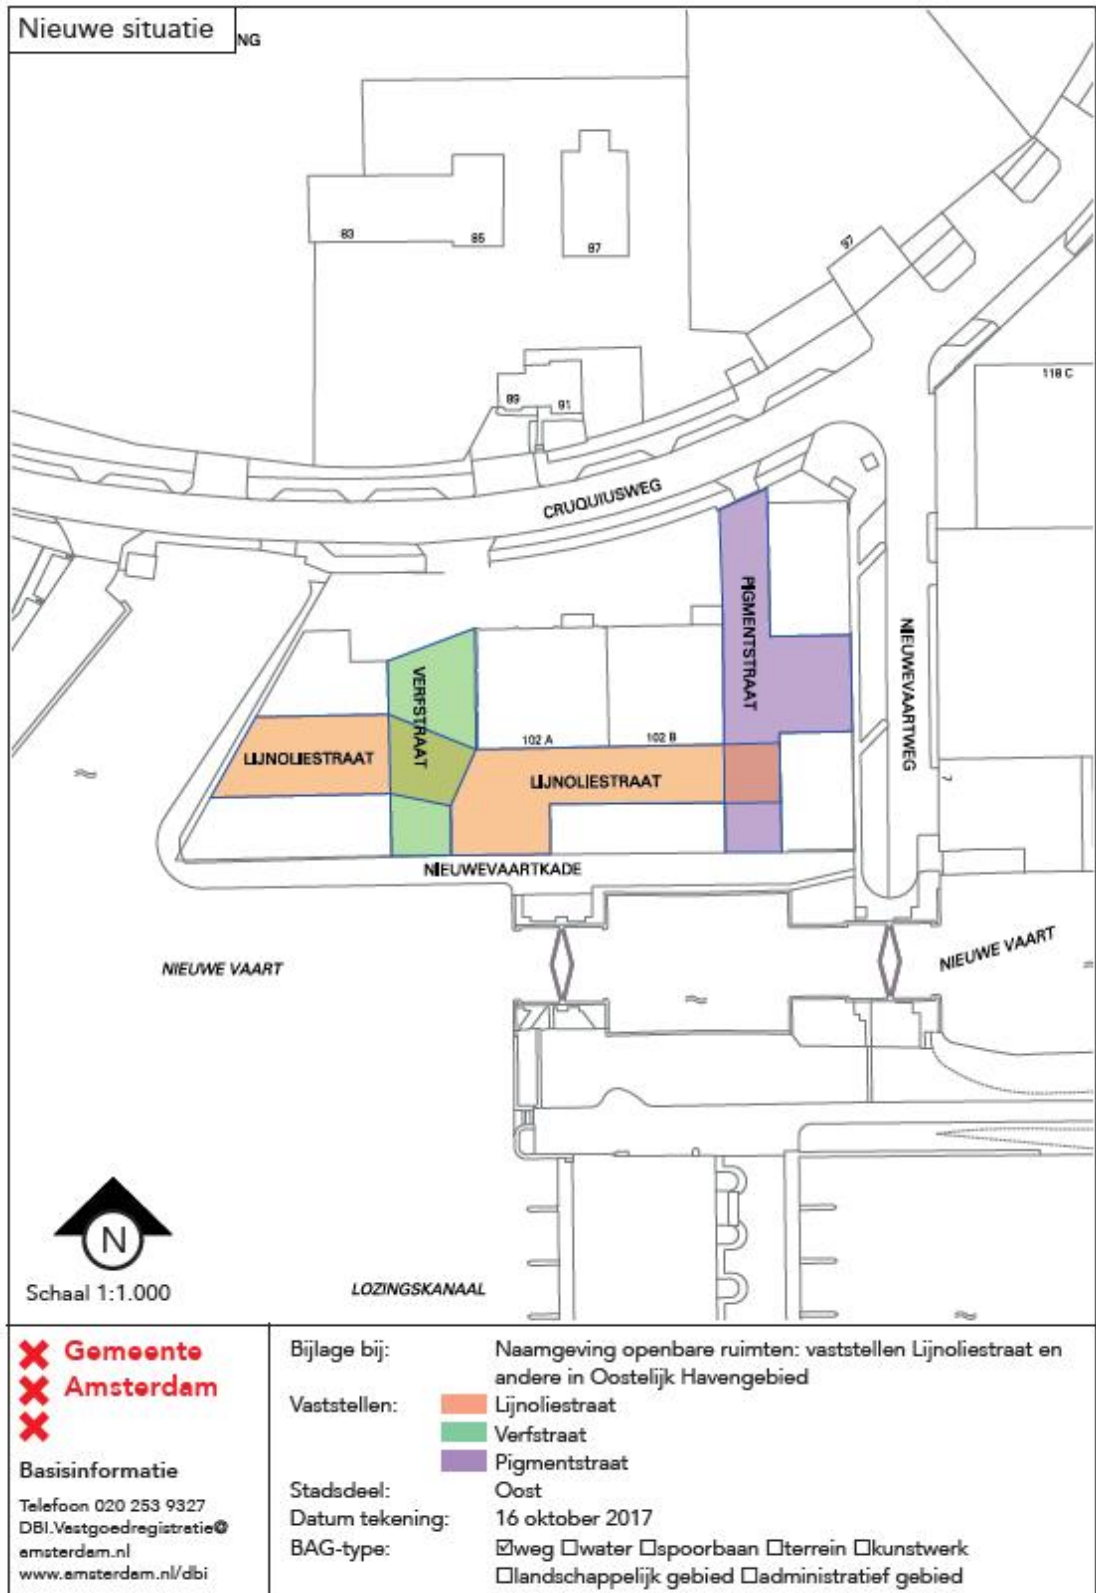 Nieuwe situatie
NG
83
85
87
97
89
91
118 C
CRUQUIUSWEG
PIGMENTSTRAAT
NIEUWEVAARTWEG
VERFSTRAAT
102 A
102 B
LIJNOLIESTRAAT
LIJNOLIESTRAAT
7
NIEUWEVAARTKADE
NIEUWE VAART
NIEUWE VAART
N
Schaal 1:1.000
LOZINGSKANAAL
Gemeente
Amsterdam
Basisinformatie
Telefoon 020 253 9327
DBI.Vastgoedregistratie@
amsterdam.nl
www.amsterdam.nl/dbi
Bijlage bij: Naamgeving openbare ruimten: vaststellen Lijnoliestraat en
andere in Oostelijk Havengebied
Vaststellen: Lijnoliestraat
Verfstraat
Pigmentstraat
Stadsdeel: Oost
Datum tekening: 16 oktober 2017
BAG-type: ☑weg ☐water ☐spoorbaan ☐terrein ☐kunstwerk
☐landschappelijk gebied ☐administratief gebied